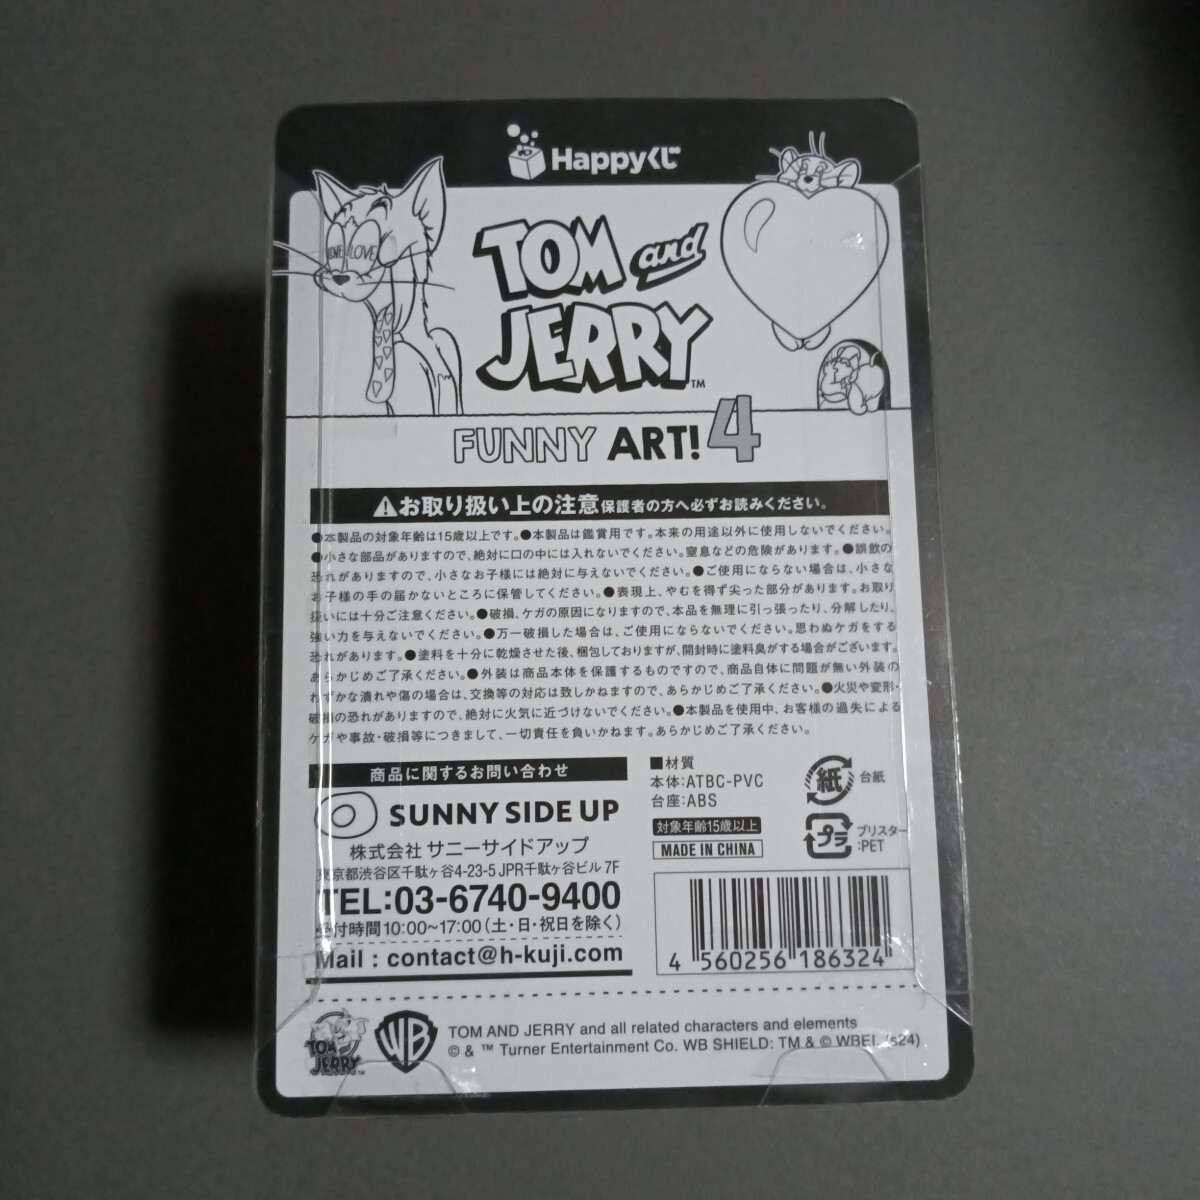 Happyくじ
LOVE LOVE
TOM and
JERRY™
FUNNY ART! 4
⚠お取り扱い上の注意 保護者の方へ必ずお読みください。
●本製品の対象年齢は15歳以上です。●本製品は鑑賞用です。本来の用途以外に使用しないでください。
●小さな部品がありますので、絶対に口の中には入れないでください。窒息などの危険があります。●誤飲の
恐れがありますので、小さなお子様には絶対に与えないでください。●ご使用にならない場合は、小さな
お子様の手の届かないところに保管してください。●表現上、やむを得ず尖った部分があります。お取り
扱いには十分ご注意ください。●破損、ケガの原因になりますので、本品を無理に引っ張ったり、分解したり、
強い力を与えないでください。●万一破損した場合は、ご使用にならないでください。思わぬケガをする
恐れがあります。●塗料を十分に乾燥させた後、梱包しておりますが、開封時に塗料臭がする場合がございます。
あらかじめご了承ください。●外装は商品本体を保護するものですので、商品自体に問題が無い外装の
わずかな潰れや傷の場合は、交換等の対応は致しかねますので、あらかじめご了承ください。●火災や変形・
破損の恐れがありますので、絶対に火気に近づけないでください。●本製品を使用中、お客様の過失による
ケガや事故・破損等につきまして、一切責任を負いかねます。あらかじめご了承ください。
商品に関するお問い合わせ
SUNNY SIDE UP
株式会社 サニーサイドアップ
東京都渋谷区千駄ヶ谷4-23-5 JPR千駄ヶ谷ビル 7F
TEL:03-6740-9400
受付時間 10:00~17:00(土・日・祝日を除く)
Mail : contact@h-kuji.com
■材質
本体:ATBC-PVC
台座:ABS
対象年齢15歳以上
MADE IN CHINA
紙 台紙
プラ ブリスター
:PET
4 560256 186324
TOM and JERRY™
WB
TOM AND JERRY and all related characters and elements
© & ™ Turner Entertainment Co. WB SHIELD: TM & © WBEI. (s24)